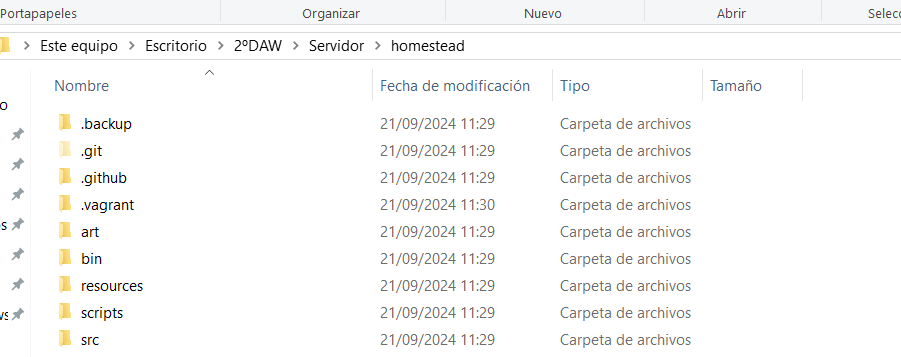 Portapapeles Organizar Nuevo Abrir Selecc
Este equipo > Escritorio > 2ºDAW > Servidor > homestead
Nombre Fecha de modificación Tipo Tamaño
.backup 21/09/2024 11:29 Carpeta de archivos
.git 21/09/2024 11:29 Carpeta de archivos
.github 21/09/2024 11:29 Carpeta de archivos
.vagrant 21/09/2024 11:30 Carpeta de archivos
art 21/09/2024 11:29 Carpeta de archivos
bin 21/09/2024 11:29 Carpeta de archivos
resources 21/09/2024 11:29 Carpeta de archivos
scripts 21/09/2024 11:29 Carpeta de archivos
src 21/09/2024 11:29 Carpeta de archivos